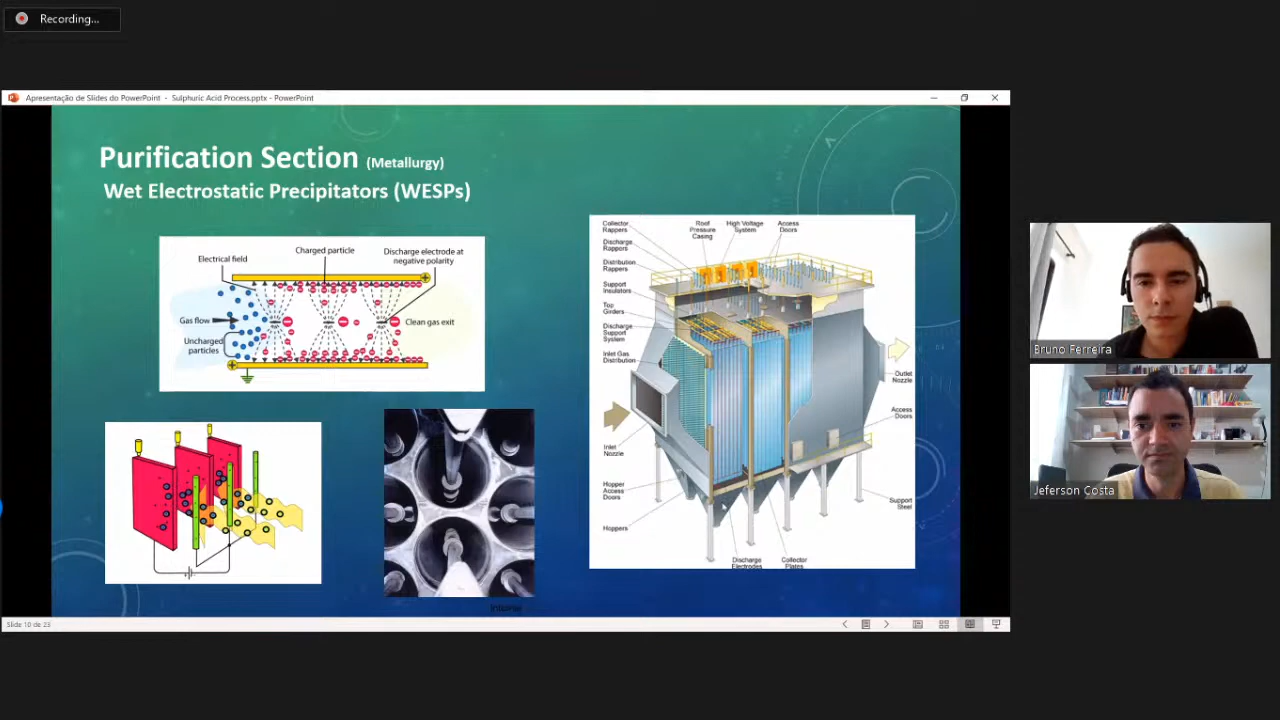 Recording...
Apresentação de Slides do PowerPoint - Sulphuric Acid Process.pptx - PowerPoint
Purification Section (Metallurgy)
Wet Electrostatic Precipitators (WESPs)
Electrical field
Charged particle
Discharge electrode at
negative polarity
Gas flow
Uncharged
particles
Clean gas exit
Collector
Rappers
Discharge
Rappers
Distribution
Rappers
Support
Insulators
Top
Girders
Discharge
Support
System
Inlet Gas
Distribution
Roof
Pressure
Casing
High Voltage
System
Access
Doors
Inlet
Nozzle
Hopper
Access
Doors
Hoppers
Outlet
Nozzle
Access
Doors
Support
Steel
Discharge
Electrodes
Collector
Plates
Bruno Ferreira
Jeferson Costa
Slide 10 de 23